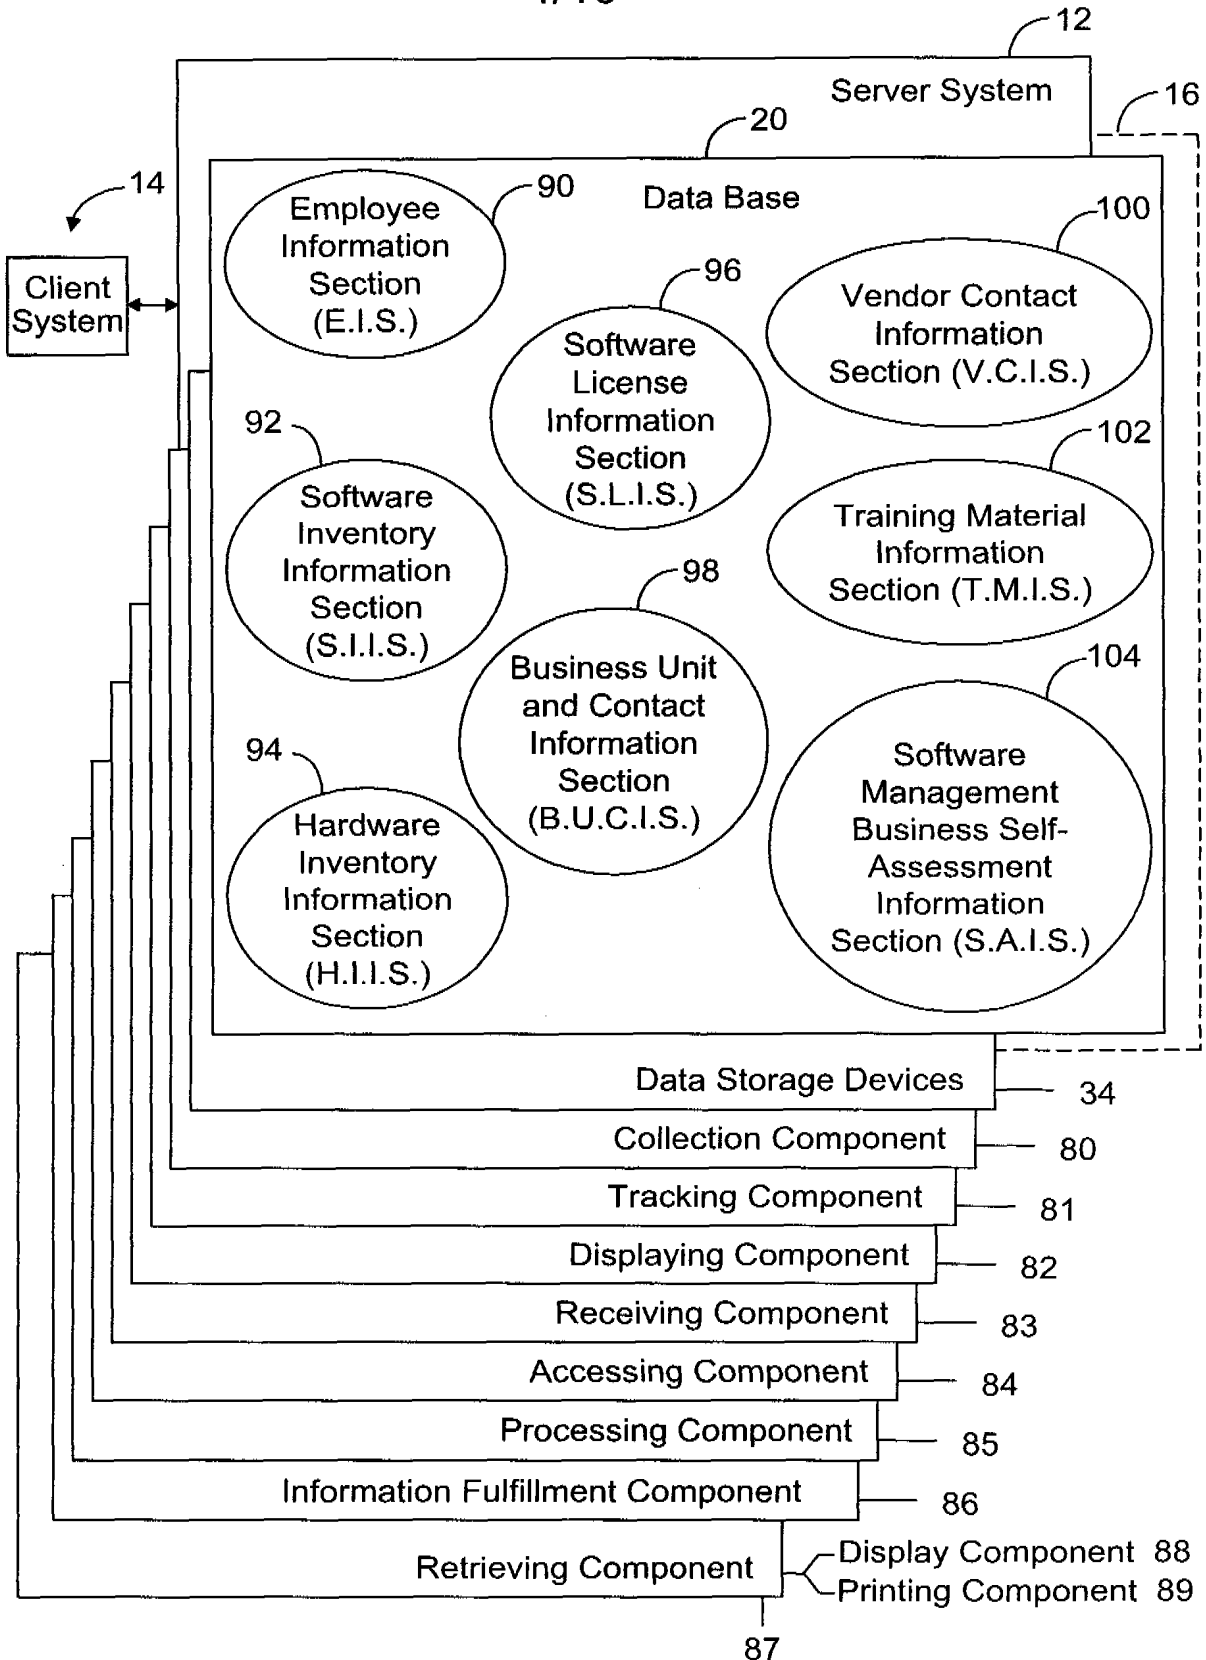 12
Server System
16
20
14
90
Data Base
Employee
Information
Section
(E.I.S.)
100
96
Client
System
Vendor Contact
Information
Section (V.C.I.S.)
Software
License
Information
Section
(S.L.I.S.)
92
102
Software
Inventory
Information
Section
(S.I.I.S.)
Training Material
Information
Section (T.M.I.S.)
98
Business Unit
and Contact
Information
Section
(B.U.C.I.S.)
104
94
Software
Management
Business Self-
Assessment
Information
Section (S.A.I.S.)
Hardware
Inventory
Information
Section
(H.I.I.S.)
Data Storage Devices
34
Collection Component
80
Tracking Component
81
Displaying Component
82
Receiving Component
83
Accessing Component
84
Processing Component
85
Information Fulfillment Component
86
Retrieving Component
Display Component 88
Printing Component 89
87